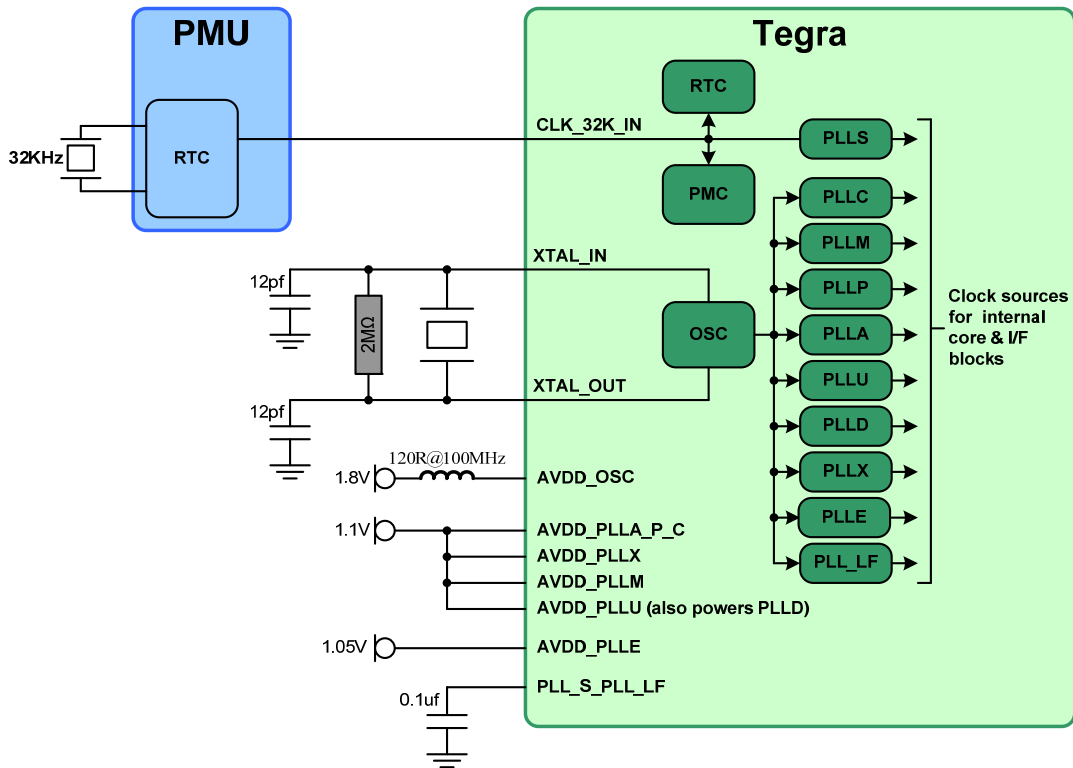 PMU
Tegra
RTC
CLK_32K_IN
32KHz
RTC
PLLS
PMC
PLLC
XTAL_IN
PLLM
12pf
PLLP
Clock sources
for internal
core & I/F
blocks
2MΩ
OSC
PLLA
XTAL_OUT
PLLU
12pf
PLLD
120R@100MHz
1.8V
AVDD_OSC
PLLX
1.1V
AVDD_PLLA_P_C
PLLE
AVDD_PLLX
PLL_LF
AVDD_PLLM
AVDD_PLLU (also powers PLLD)
1.05V
AVDD_PLLE
PLL_S_PLL_LF
0.1uf